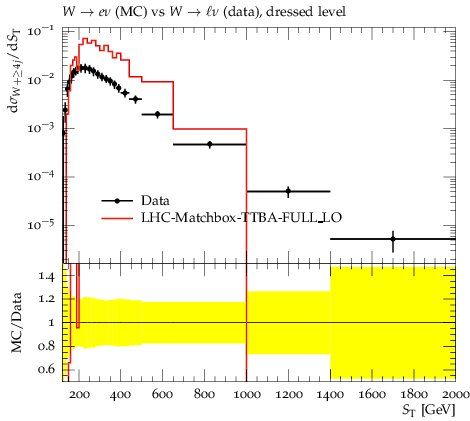 W → eν (MC) vs W → ℓν (data), dressed level
dσ_{W+≥4j}/dS_T
10^{−1}
10^{−2}
10^{−3}
10^{−4}
10^{−5}
Data
LHC-Matchbox-TTBA-FULL_LO
MC/Data
1.4
1.2
1
0.8
0.6
200 400 600 800 1000 1200 1400 1600 1800 2000
S_T [GeV]